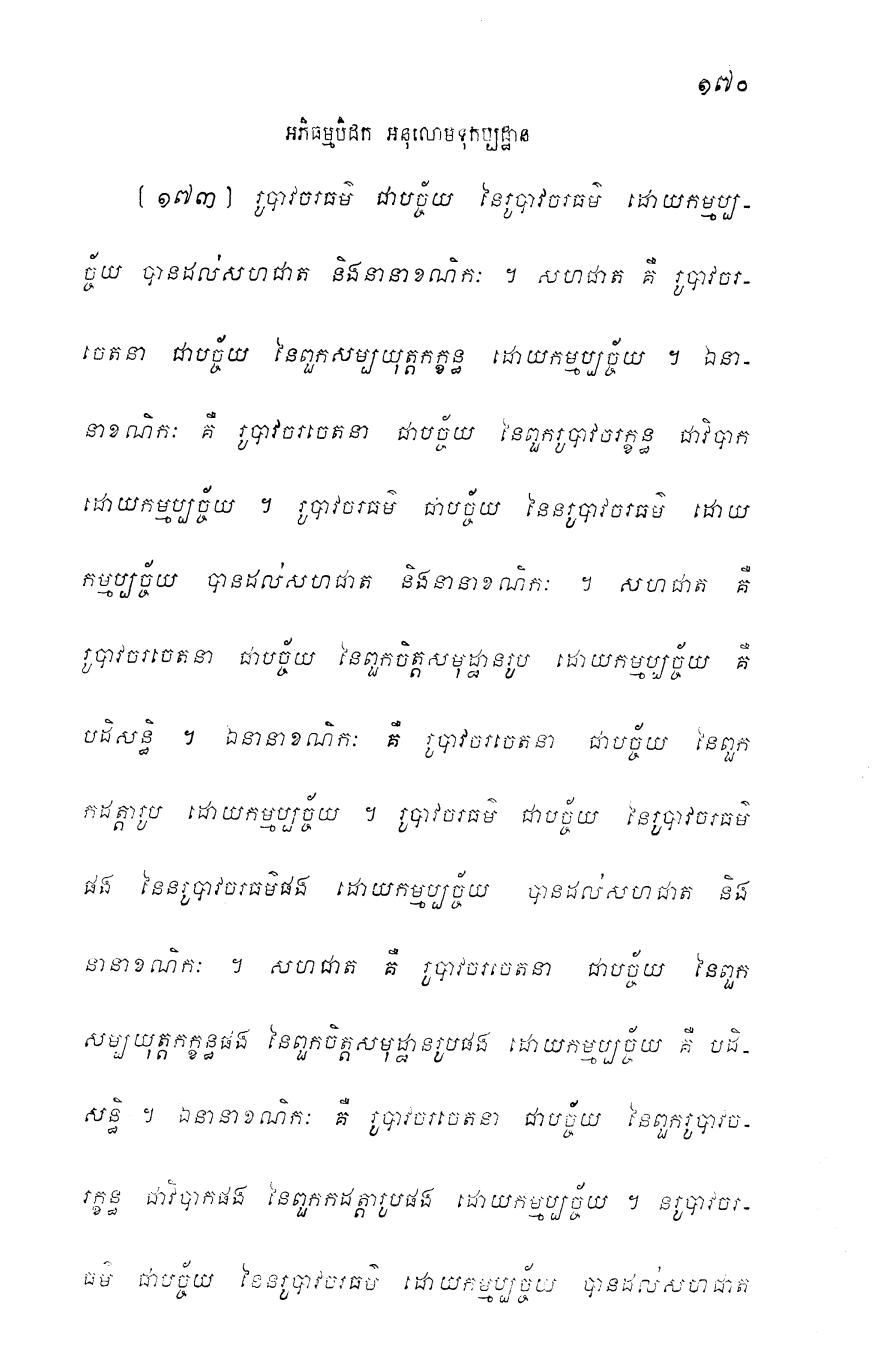 ១៧០
អភិធម្មបិដក អនុលោមទុកប្បដ្ឋាន
[១៧៣] រូបាវចរធម៌ ជាបច្ច័យ នៃរូបាវចរធម៌ ដោយកម្មប្ប-
ច្ច័យ បានដល់សហជាត និងនានាខណិកៈ ។ សហជាត គឺ រូបាវចរ-
ចេតនា ជាបច្ច័យ នៃពួកសម្បយុត្តកក្ខន្ធ ដោយកម្មប្បច្ច័យ ។ ឯនា-
នាខណិកៈ គឺ រូបាវចរចេតនា ជាបច្ច័យ នៃពួករូបាវចរក្ខន្ធ ជាវិបាក
ដោយកម្មប្បច្ច័យ ។ រូបាវចរធម៌ ជាបច្ច័យ នៃនរូបាវចរធម៌ ដោយ
កម្មប្បច្ច័យ បានដល់សហជាត និងនានាខណិកៈ ។ សហជាត គឺ
រូបាវចរចេតនា ជាបច្ច័យ នៃពួកចិត្តសមុដ្ឋានរូប ដោយកម្មប្បច្ច័យ គឺ
បដិសន្ធិ ។ ឯនានាខណិកៈ គឺ រូបាវចរចេតនា ជាបច្ច័យ នៃពួក
កដត្តារូប ដោយកម្មប្បច្ច័យ ។ រូបាវចរធម៌ ជាបច្ច័យ នៃរូបាវចរធម៌
ផង នៃនរូបាវចរធម៌ផង ដោយកម្មប្បច្ច័យ បានដល់សហជាត និង
នានាខណិកៈ ។ សហជាត គឺ រូបាវចរចេតនា ជាបច្ច័យ នៃពួក
សម្បយុត្តកក្ខន្ធផង នៃពួកចិត្តសមុដ្ឋានរូបផង ដោយកម្មប្បច្ច័យ គឺ បដិ-
សន្ធិ ។ ឯនានាខណិកៈ គឺ រូបាវចរចេតនា ជាបច្ច័យ នៃពួករូបាវច-
រក្ខន្ធ ជាវិបាកផង នៃពួកកដត្តារូបផង ដោយកម្មប្បច្ច័យ ។ នរូបាវចរ-
ធម៌ ជាបច្ច័យ នៃនរូបាវចរធម៌ ដោយកម្មប្បច្ច័យ បានដល់សហជាត